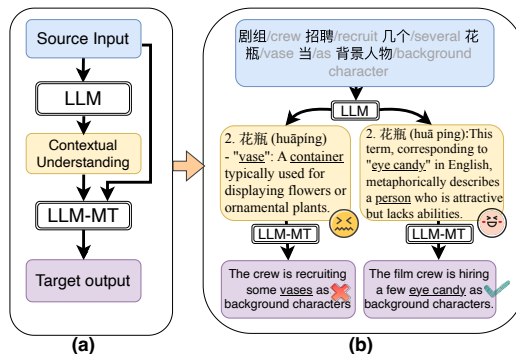 Source Input
LLM
Contextual
Understanding
LLM-MT
Target output
(a)
剧组/crew 招聘/recruit 几个/several 花
瓶/vase 当/as 背景人物/background
character
LLM
2. 花瓶 (huāpíng)
- "vase": A container
typically used for
displaying flowers or
ornamental plants.
2. 花瓶 (huā píng):This
term, corresponding to
"eye candy" in English,
metaphorically describes
a person who is attractive
but lacks abilities.
LLM-MT
LLM-MT
The crew is recruiting
some vases as
background characters
The film crew is hiring
a few eye candy as
background characters.
(b)